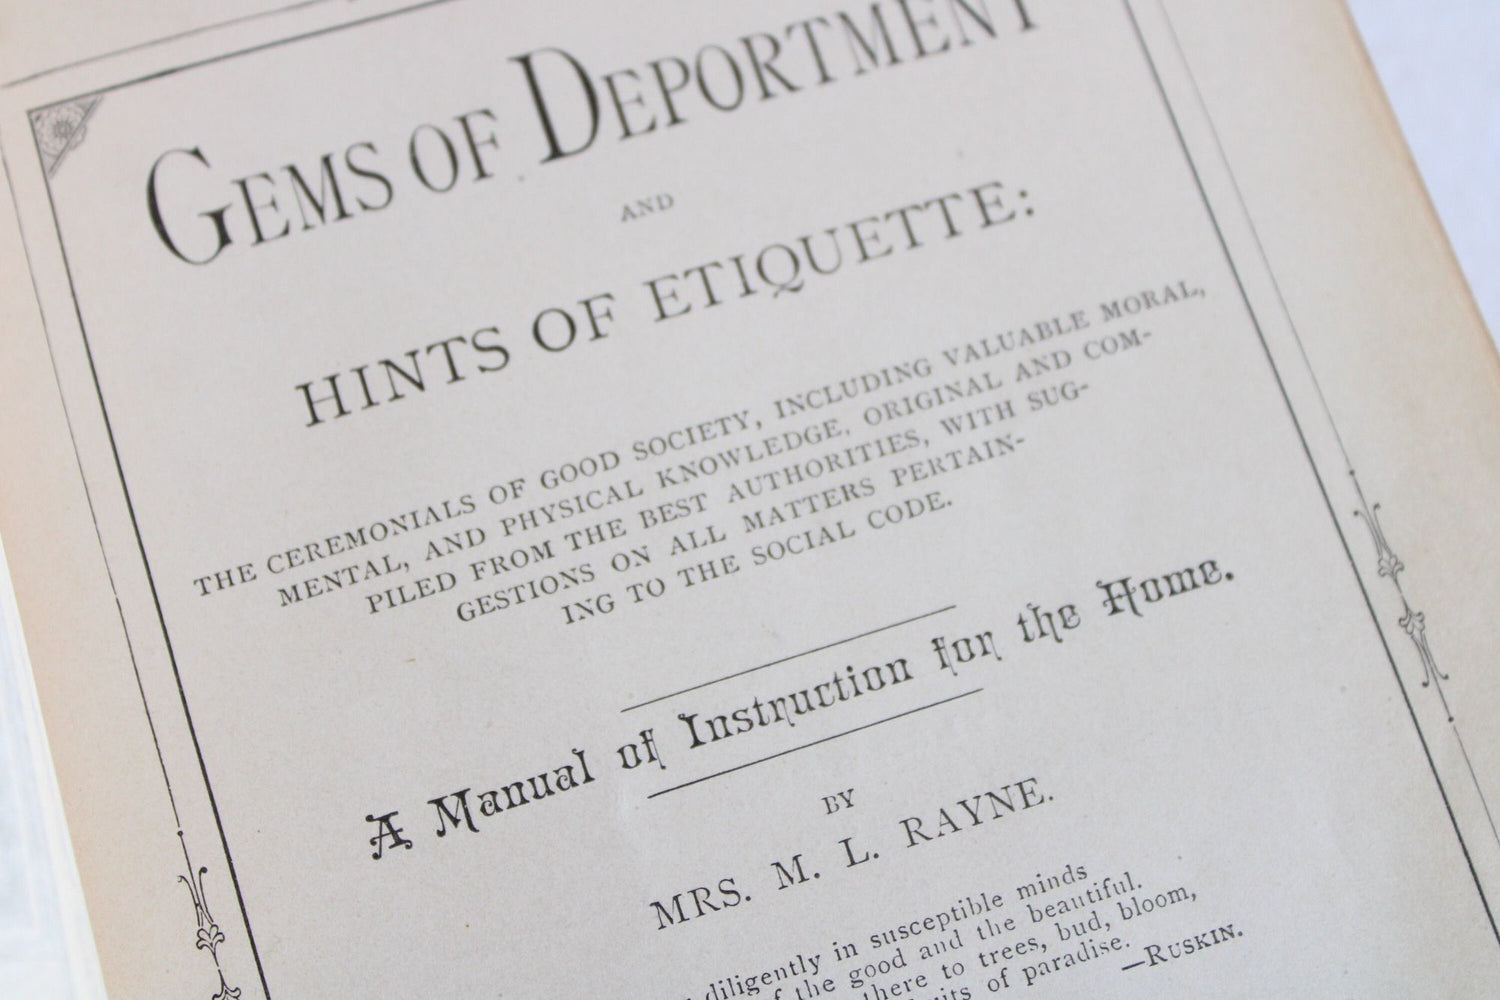 GEMS OF DEPORTMENT
AND
HINTS OF ETIQUETTE:
THE CEREMONIALS OF GOOD SOCIETY, INCLUDING VALUABLE MORAL,
MENTAL, AND PHYSICAL KNOWLEDGE, ORIGINAL AND COM-
PILED FROM THE BEST AUTHORITIES, WITH SUG-
GESTIONS ON ALL MATTERS PERTAIN-
ING TO THE SOCIAL CODE.
A Manual of Instruction for the Home.
BY
MRS. M. L. RAYNE.
diligently in susceptible minds
the good and the beautiful.
there to trees, bud, bloom,
of paradise.
—RUSKIN.